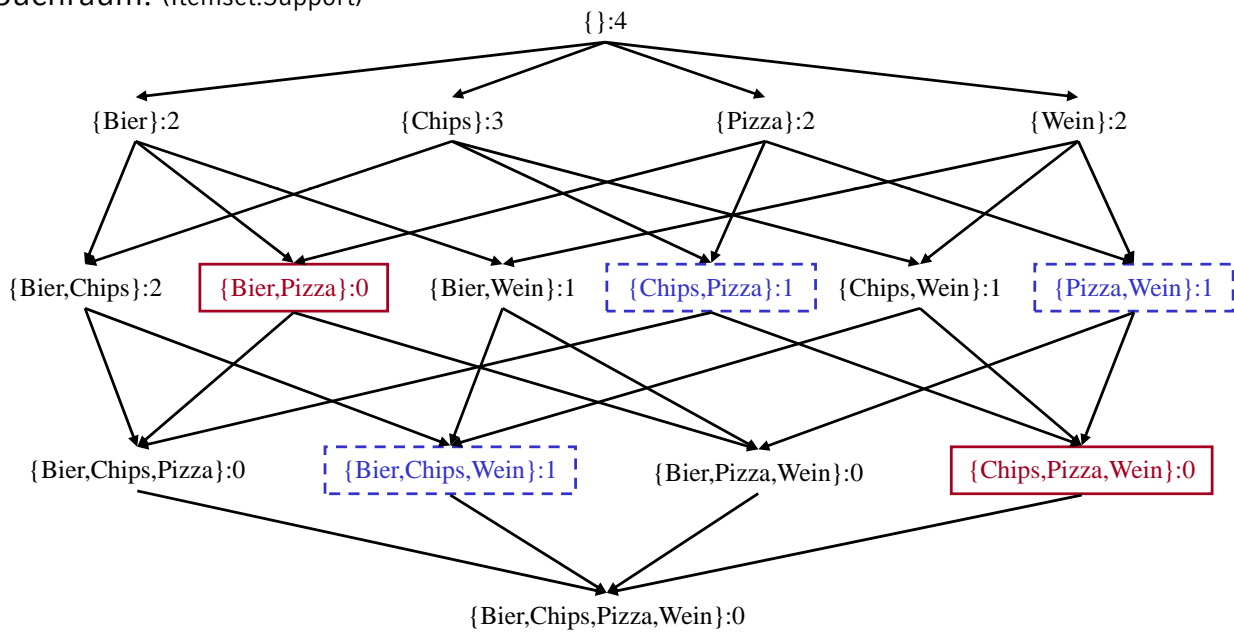 (Itemset:Support)
{}:4
{Bier}:2 {Chips}:3 {Pizza}:2 {Wein}:2
{Bier,Chips}:2 {Bier,Pizza}:0 {Bier,Wein}:1 {Chips,Pizza}:1 {Chips,Wein}:1 {Pizza,Wein}:1
{Bier,Chips,Pizza}:0 {Bier,Chips,Wein}:1 {Bier,Pizza,Wein}:0 {Chips,Pizza,Wein}:0
{Bier,Chips,Pizza,Wein}:0